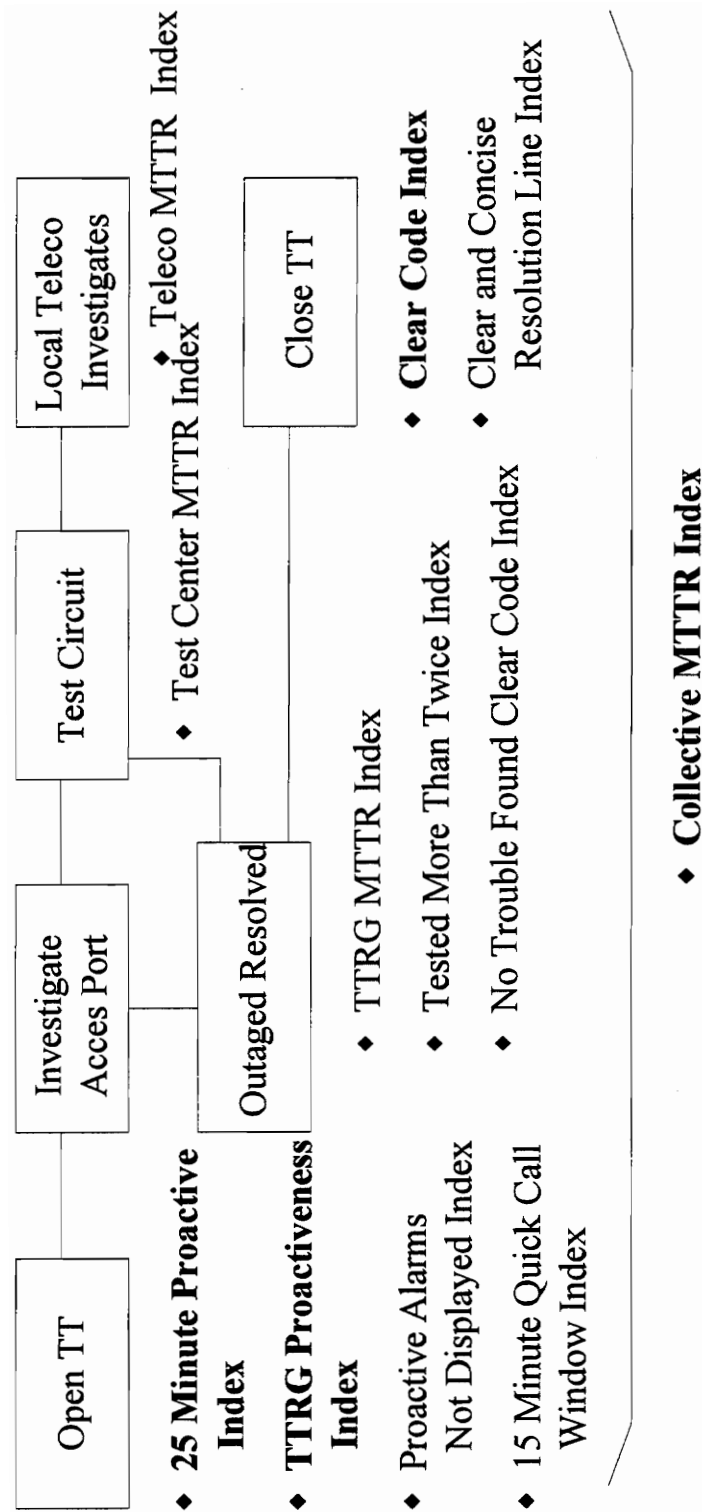 Open TT
Investigate
Acces Port
Test Circuit
Local Teleco
Investigates
◆ Test Center MTTR Index
◆ Teleco MTTR Index
Outaged Resolved
Close TT
◆ 25 Minute Proactive
Index
◆ TTRG Proactiveness
Index
◆ Proactive Alarms
Not Displayed Index
◆ 15 Minute Quick Call
Window Index
◆ TTRG MTTR Index
◆ Tested More Than Twice Index
◆ No Trouble Found Clear Code Index
◆ Clear Code Index
◆ Clear and Concise
Resolution Line Index
◆ Collective MTTR Index